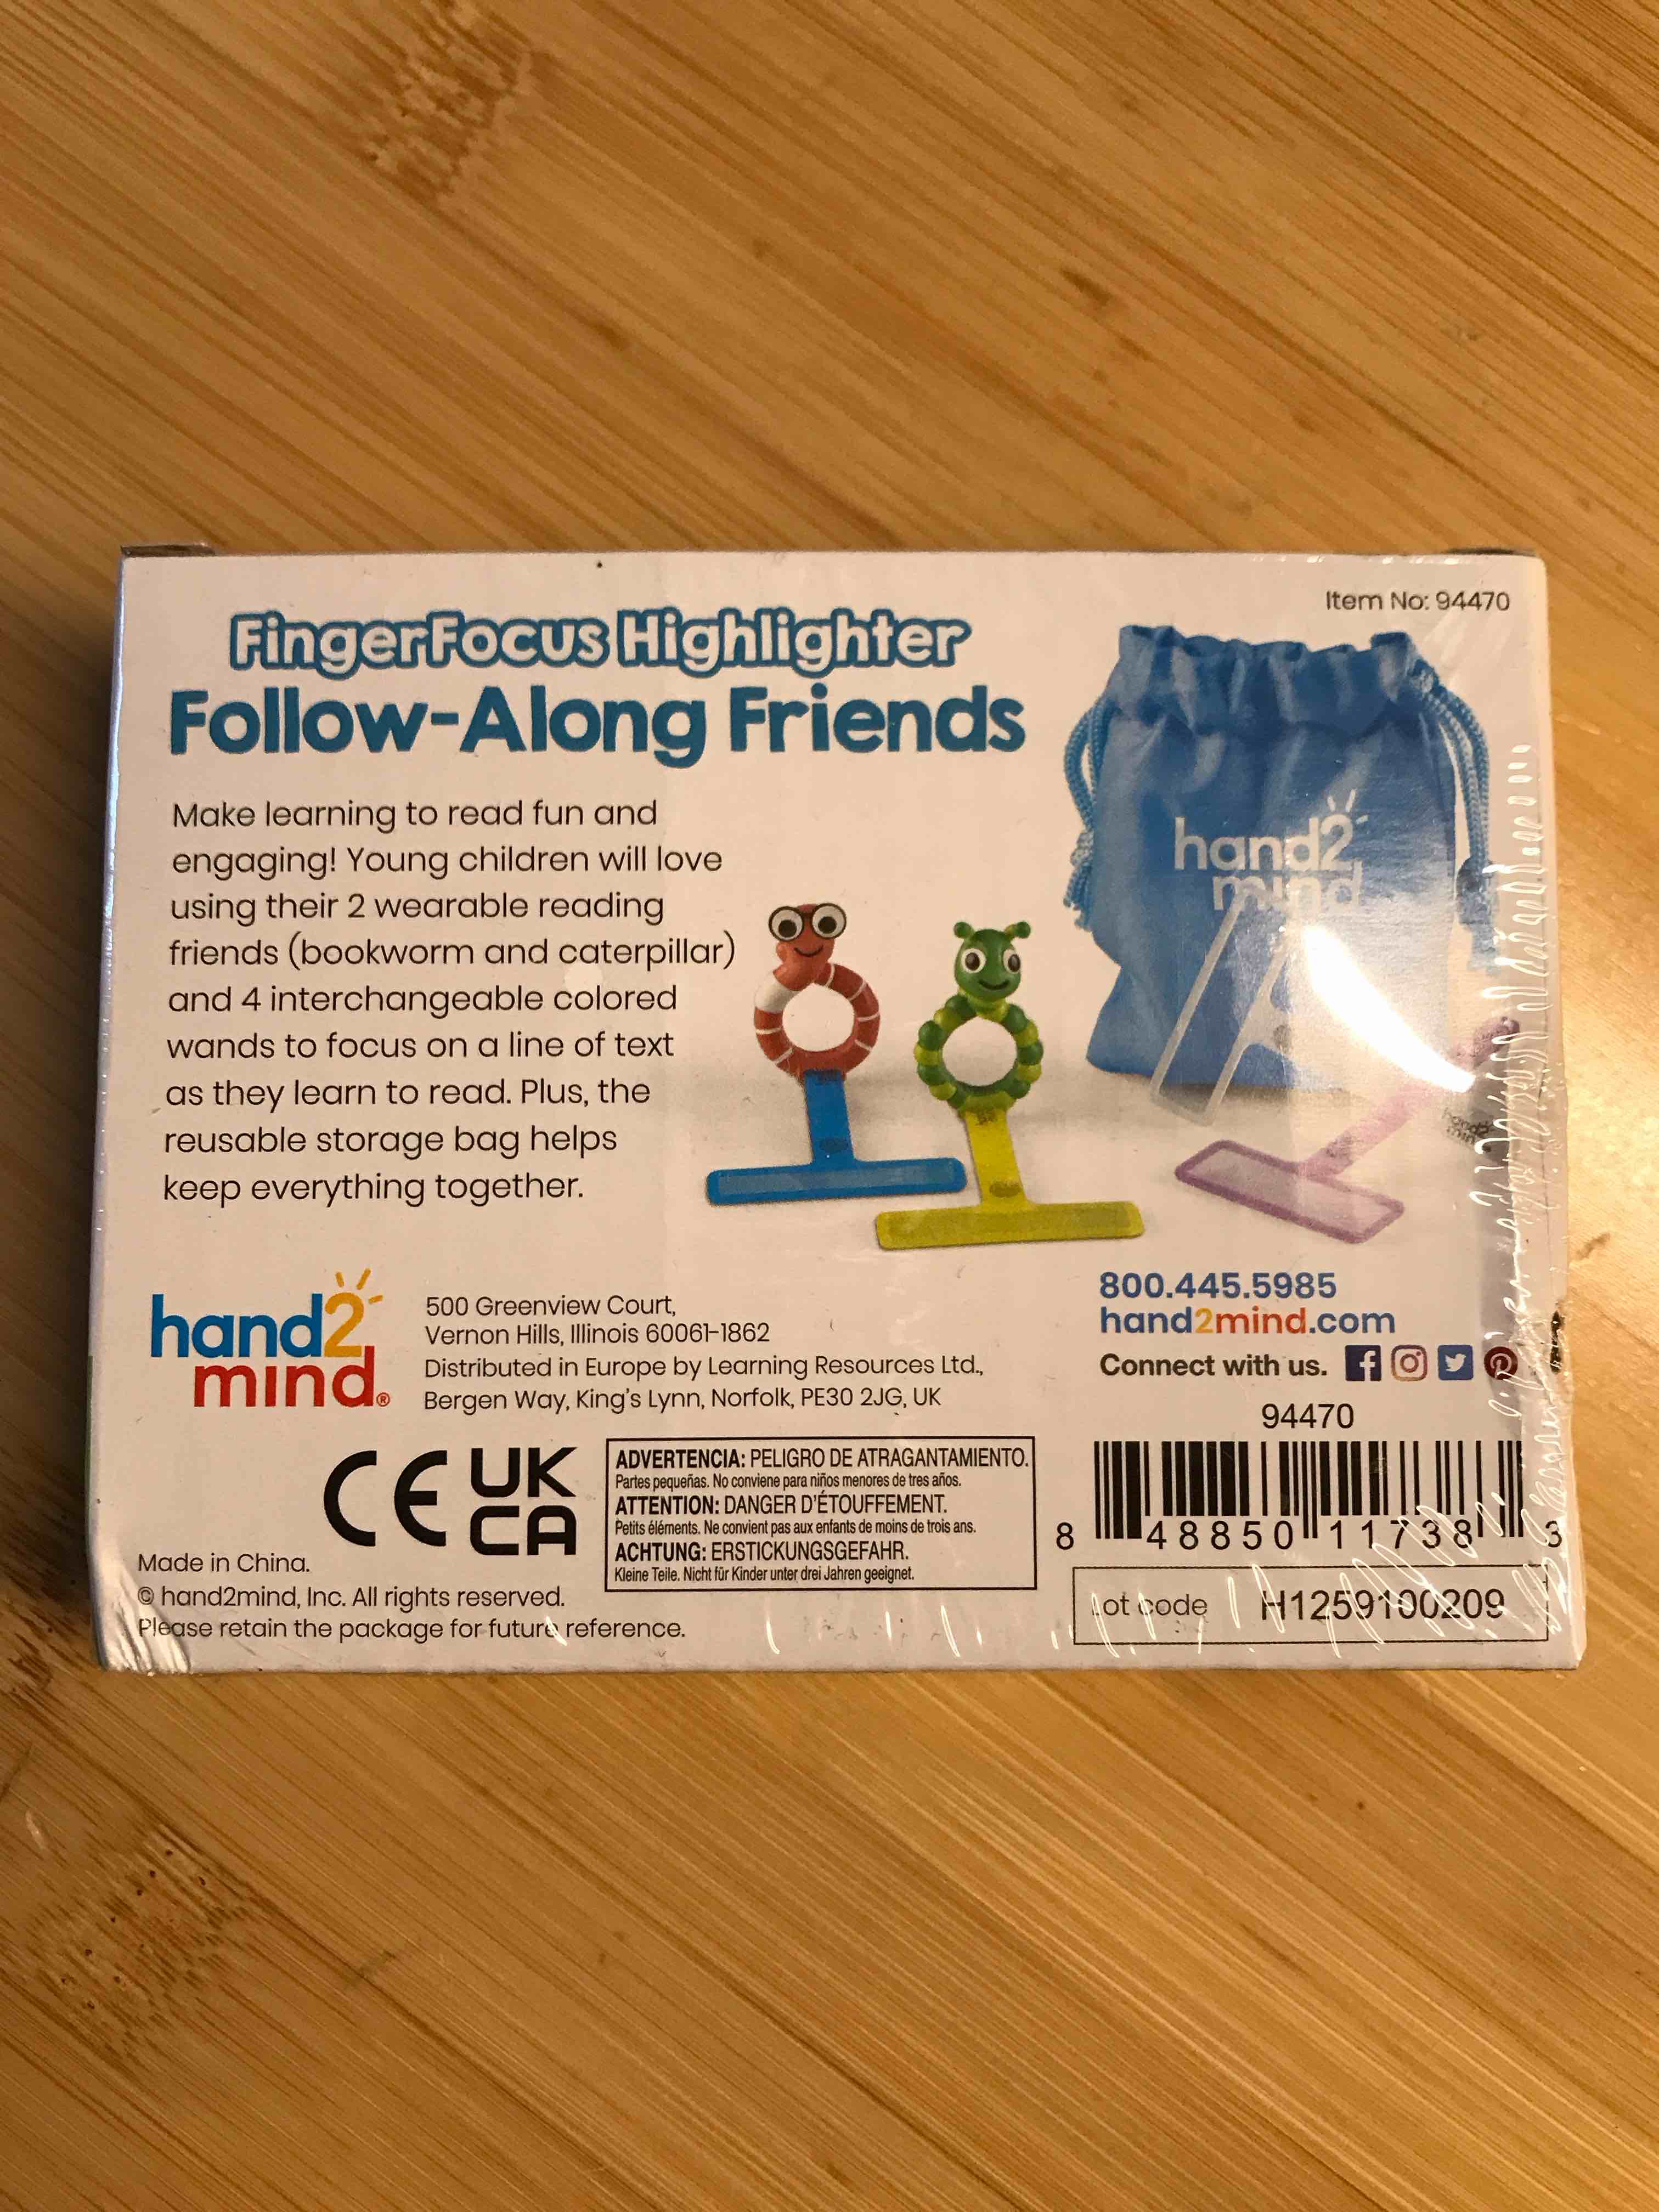 Item No: 94470
FingerFocus Highlighter
Follow-Along Friends
Make learning to read fun and
engaging! Young children will love
using their 2 wearable reading
friends (bookworm and caterpillar)
and 4 interchangeable colored
wands to focus on a line of text
as they learn to read. Plus, the
reusable storage bag helps
keep everything together.
hand2
mind
hand2
mind
hand2
mind®
500 Greenview Court,
Vernon Hills, Illinois 60061-1862
Distributed in Europe by Learning Resources Ltd.,
Bergen Way, King's Lynn, Norfolk, PE30 2JG, UK
800.445.5985
hand2mind.com
Connect with us.
94470
CE UK
CA
ADVERTENCIA: PELIGRO DE ATRAGANTAMIENTO.
Partes pequeñas. No conviene para niños menores de tres años.
ATTENTION: DANGER D'ÉTOUFFEMENT.
Petits éléments. Ne convient pas aux enfants de moins de trois ans.
ACHTUNG: ERSTICKUNGSGEFAHR.
Kleine Teile. Nicht für Kinder unter drei Jahren geeignet.
8 48850 11738 3
Lot code H1259100209
Made in China.
© hand2mind, Inc. All rights reserved.
Please retain the package for future reference.